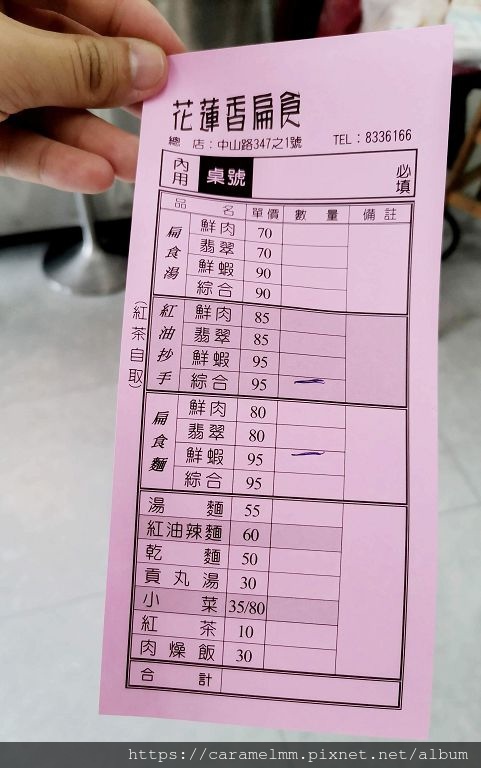 花蓮香扁食
總 店：中山路347之1號 TEL：8336166
內用 桌號 必填
品 名 單價 數 量 備 註
扁食湯
鮮肉 70
翡翠 70
鮮蝦 90
綜合 90
紅油抄手
鮮肉 85
翡翠 85
鮮蝦 95
綜合 95
扁食麵
鮮肉 80
翡翠 80
鮮蝦 95
綜合 95
湯 麵 55
紅油辣麵 60
乾 麵 50
貢丸湯 30
小 菜 35/80
紅 茶 10
肉燥飯 30
合 計
（紅茶自取）
https://caramelmm.pixnet.net/album